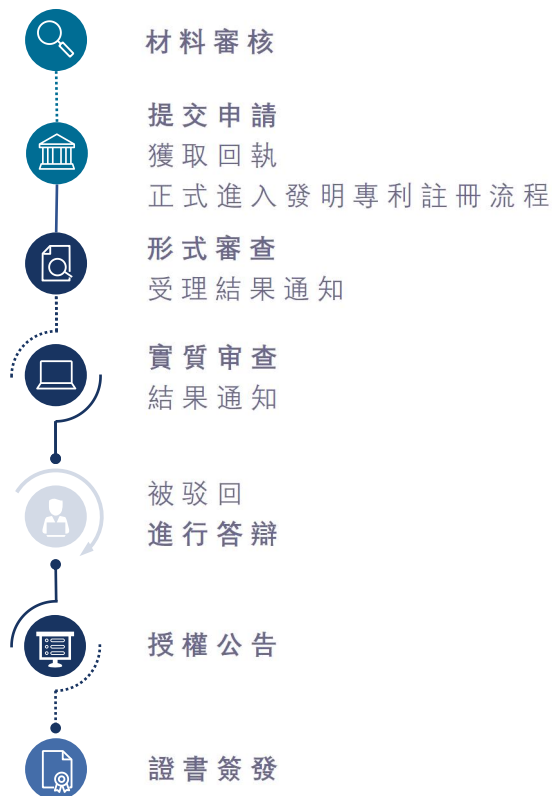 材料審核
提交申請
獲取回執
正式進入發明專利註冊流程
形式審查
受理結果通知
實質审查
結果通知
被驳回
進行答辯
授權公告
證書簽發